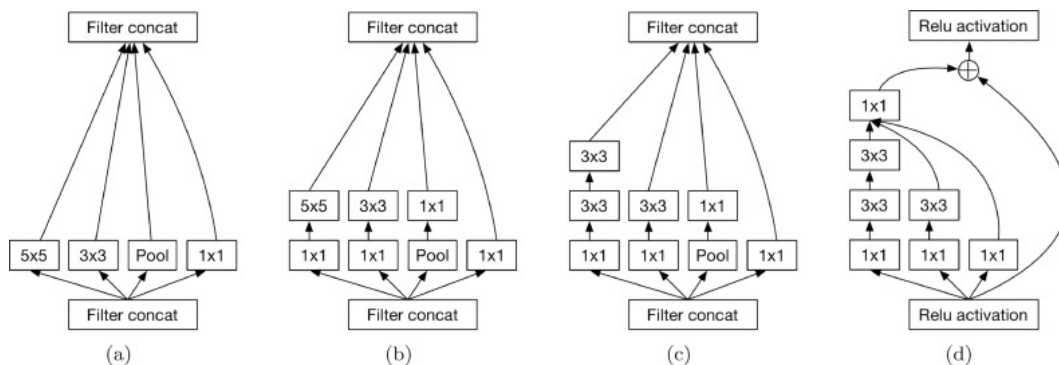 Filter concat
5x5 3x3 Pool 1x1
Filter concat
(a)
Filter concat
5x5 3x3 1x1
1x1 1x1 Pool 1x1
Filter concat
(b)
Filter concat
3x3
3x3 3x3 1x1
1x1 1x1 Pool 1x1
Filter concat
(c)
Relu activation
1x1
3x3
3x3 3x3
1x1 1x1 1x1
Relu activation
(d)